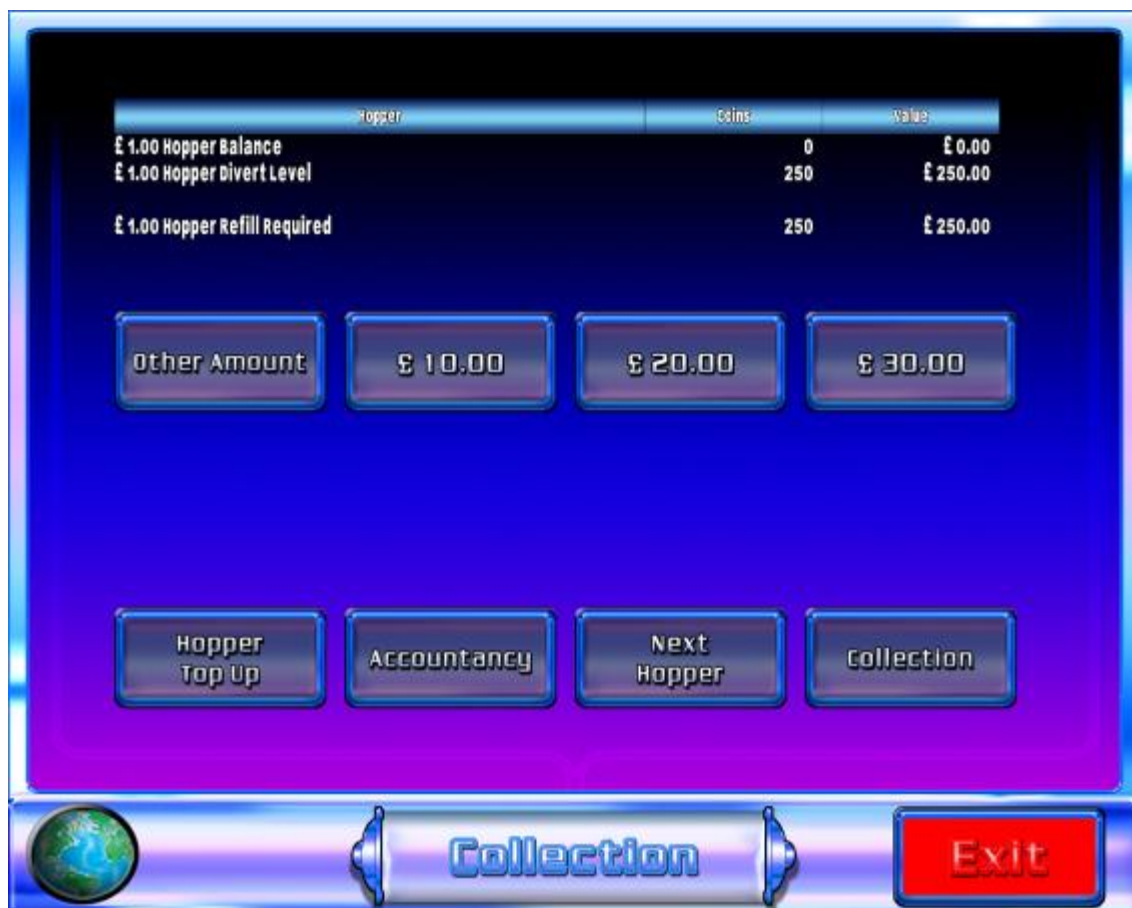 Hopper Coins Value
£ 1.00 Hopper Balance 0 £ 0.00
£ 1.00 Hopper Divert Level 250 £ 250.00
£ 1.00 Hopper Refill Required 250 £ 250.00
Other Amount £ 10.00 £ 20.00 £ 30.00
Hopper
Top Up
Accountancy
Next
Hopper
Collection
Collection
Exit